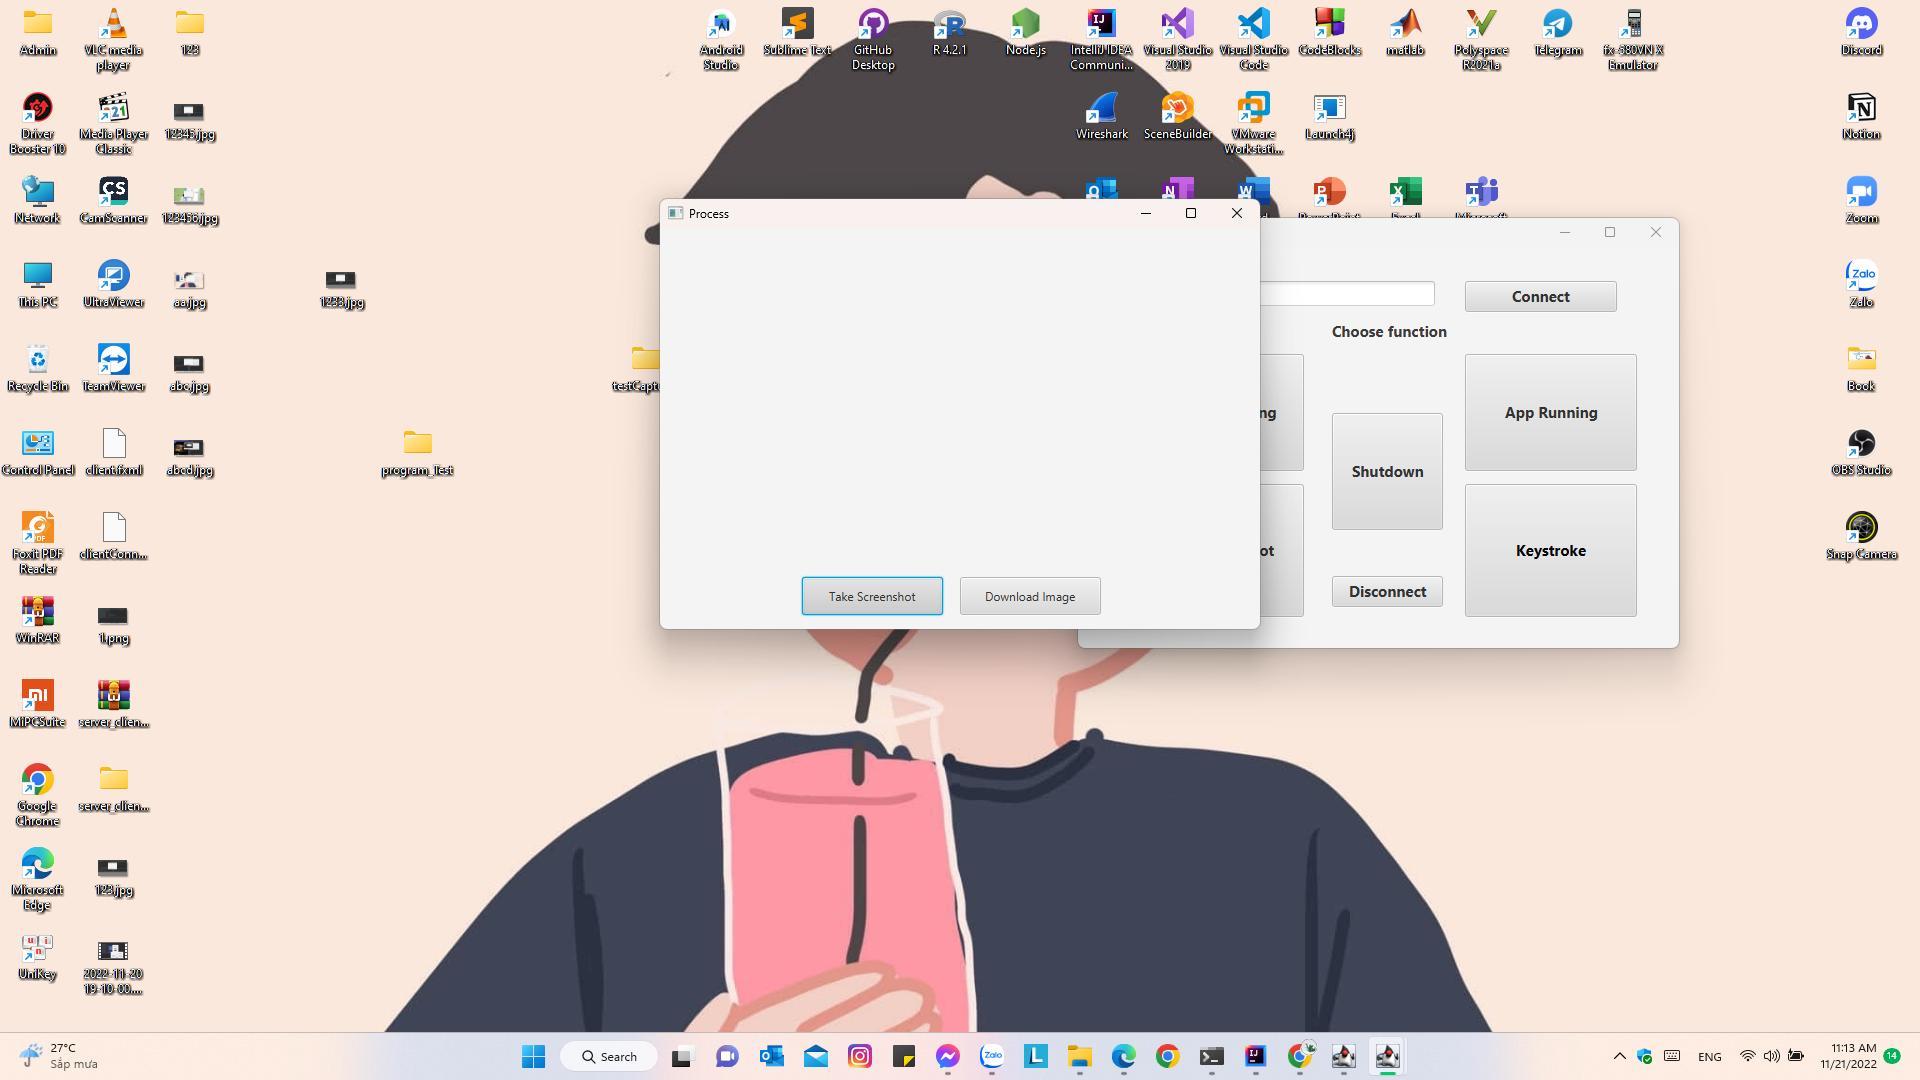 Admin
VLC media
player
123
Android
Studio
Sublime Text
GitHub
Desktop
R 4.2.1
Node.js
IntelliJ IDEA
Communi...
Visual Studio
2019
Visual Studio
Code
CodeBlocks
matlab
Polyspace
R2021a
Telegram
fx-580VN X
Emulator
Discord
Driver
Booster 10
Media Player
Classic
12345.jpg
Wireshark
SceneBuilder
VMware
Workstati...
Launch4j
Notion
Network
CamScanner
123456.jpg
PowerPoint
Excel
Microsoft
Zoom
This PC
UltraViewer
aa.jpg
1233.jpg
Zalo
Recycle Bin
TeamViewer
abc.jpg
testCaptu
Book
Control Panel
client.fxml
abcd.jpg
program_Test
OBS Studio
Foxit PDF
Reader
clientConn...
Snap Camera
WinRAR
1.png
MiPCSuite
server_clien...
Google
Chrome
server_clien...
Microsoft
Edge
123.jpg
UniKey
2022-11-20
19-10-00....
Process
Take Screenshot
Download Image
Connect
Choose function
ng
App Running
Shutdown
ot
Keystroke
Disconnect
27°C
Sắp mưa
Search
ENG
11:13 AM
11/21/2022
14